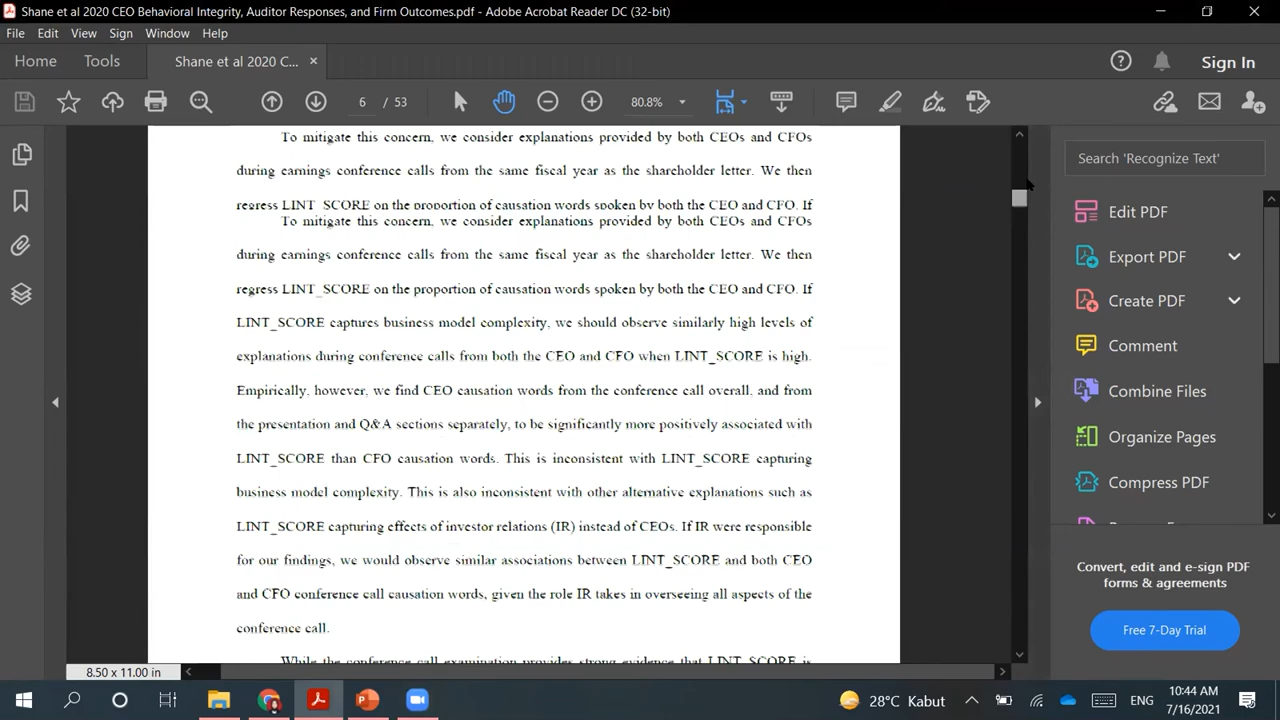 Shane et al 2020 CEO Behavioral Integrity, Auditor Responses, and Firm Outcomes.pdf - Adobe Acrobat Reader DC (32-bit)
File Edit View Sign Window Help
Home Tools Shane et al 2020 C... × Sign In
6 / 53 80.8%
To mitigate this concern, we consider explanations provided by both CEOs and CFOs
during earnings conference calls from the same fiscal year as the shareholder letter. We then
regress LINT_SCORE on the proportion of causation words spoken by both the CEO and CFO. If
To mitigate this concern, we consider explanations provided by both CEOs and CFOs
during earnings conference calls from the same fiscal year as the shareholder letter. We then
regress LINT_SCORE on the proportion of causation words spoken by both the CEO and CFO. If
LINT_SCORE captures business model complexity, we should observe similarly high levels of
explanations during conference calls from both the CEO and CFO when LINT_SCORE is high.
Empirically, however, we find CEO causation words from the conference call overall, and from
the presentation and Q&A sections separately, to be significantly more positively associated with
LINT_SCORE than CFO causation words. This is inconsistent with LINT_SCORE capturing
business model complexity. This is also inconsistent with other alternative explanations such as
LINT_SCORE capturing effects of investor relations (IR) instead of CEOs. If IR were responsible
for our findings, we would observe similar associations between LINT_SCORE and both CEO
and CFO conference call causation words, given the role IR takes in overseeing all aspects of the
conference call.
While the conference call examination provides strong evidence that LINT_SCORE is
8.50 x 11.00 in
Search 'Recognize Text'
Edit PDF
Export PDF
Create PDF
Comment
Combine Files
Organize Pages
Compress PDF
Convert, edit and e-sign PDF
forms & agreements
Free 7-Day Trial
28°C Kabut
ENG
10:44 AM
7/16/2021